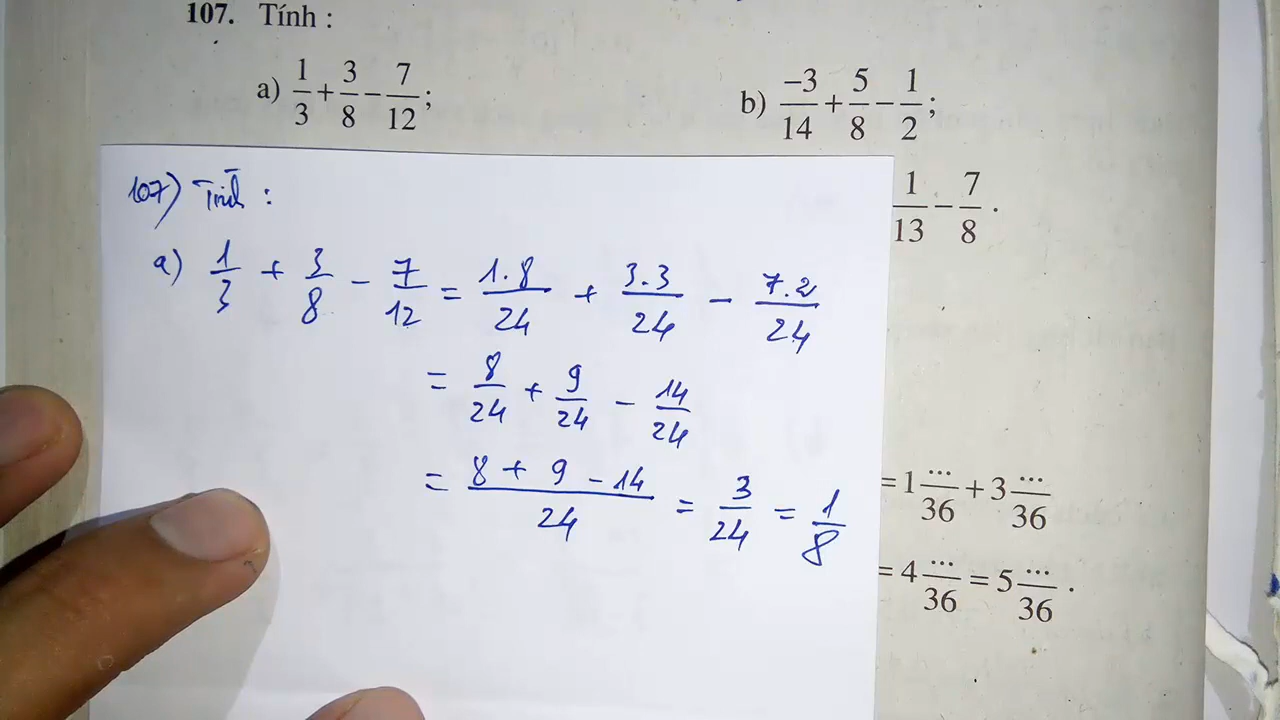 107. Tính :
a) 1/3 + 3/8 − 7/12; b) −3/14 + 5/8 − 1/2;
1/13 − 7/8 .
107) Tính :
a) 1/3 + 3/8 − 7/12 = 1.8/24 + 3.3/24 − 7.2/24
= 8/24 + 9/24 − 14/24
= 8 + 9 − 14/24 = 3/24 = 1/8
= 1 .../36 + 3 .../36
= 4 .../36 = 5 .../36 .